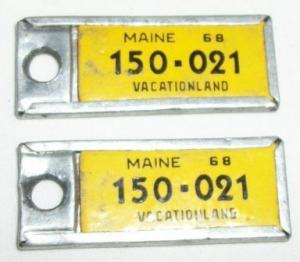 MAINE 68
150-021
VACATIONLAND
MAINE 68
150-021
VACATIONLAND